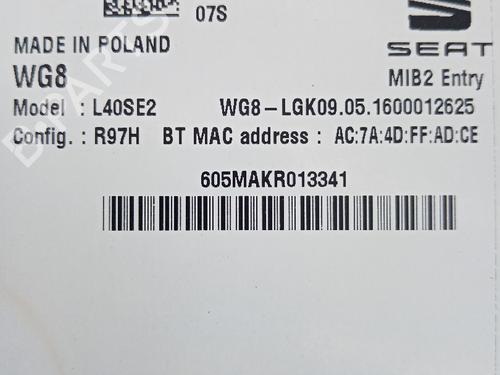 07S
MADE IN POLAND
SEAT
WG8
MIB2 Entry
Model : L40SE2 WG8-LGK09.05.1600012625
Config. : R97H BT MAC address : AC:7A:4D:FF:AD:CE
605MAKR013341